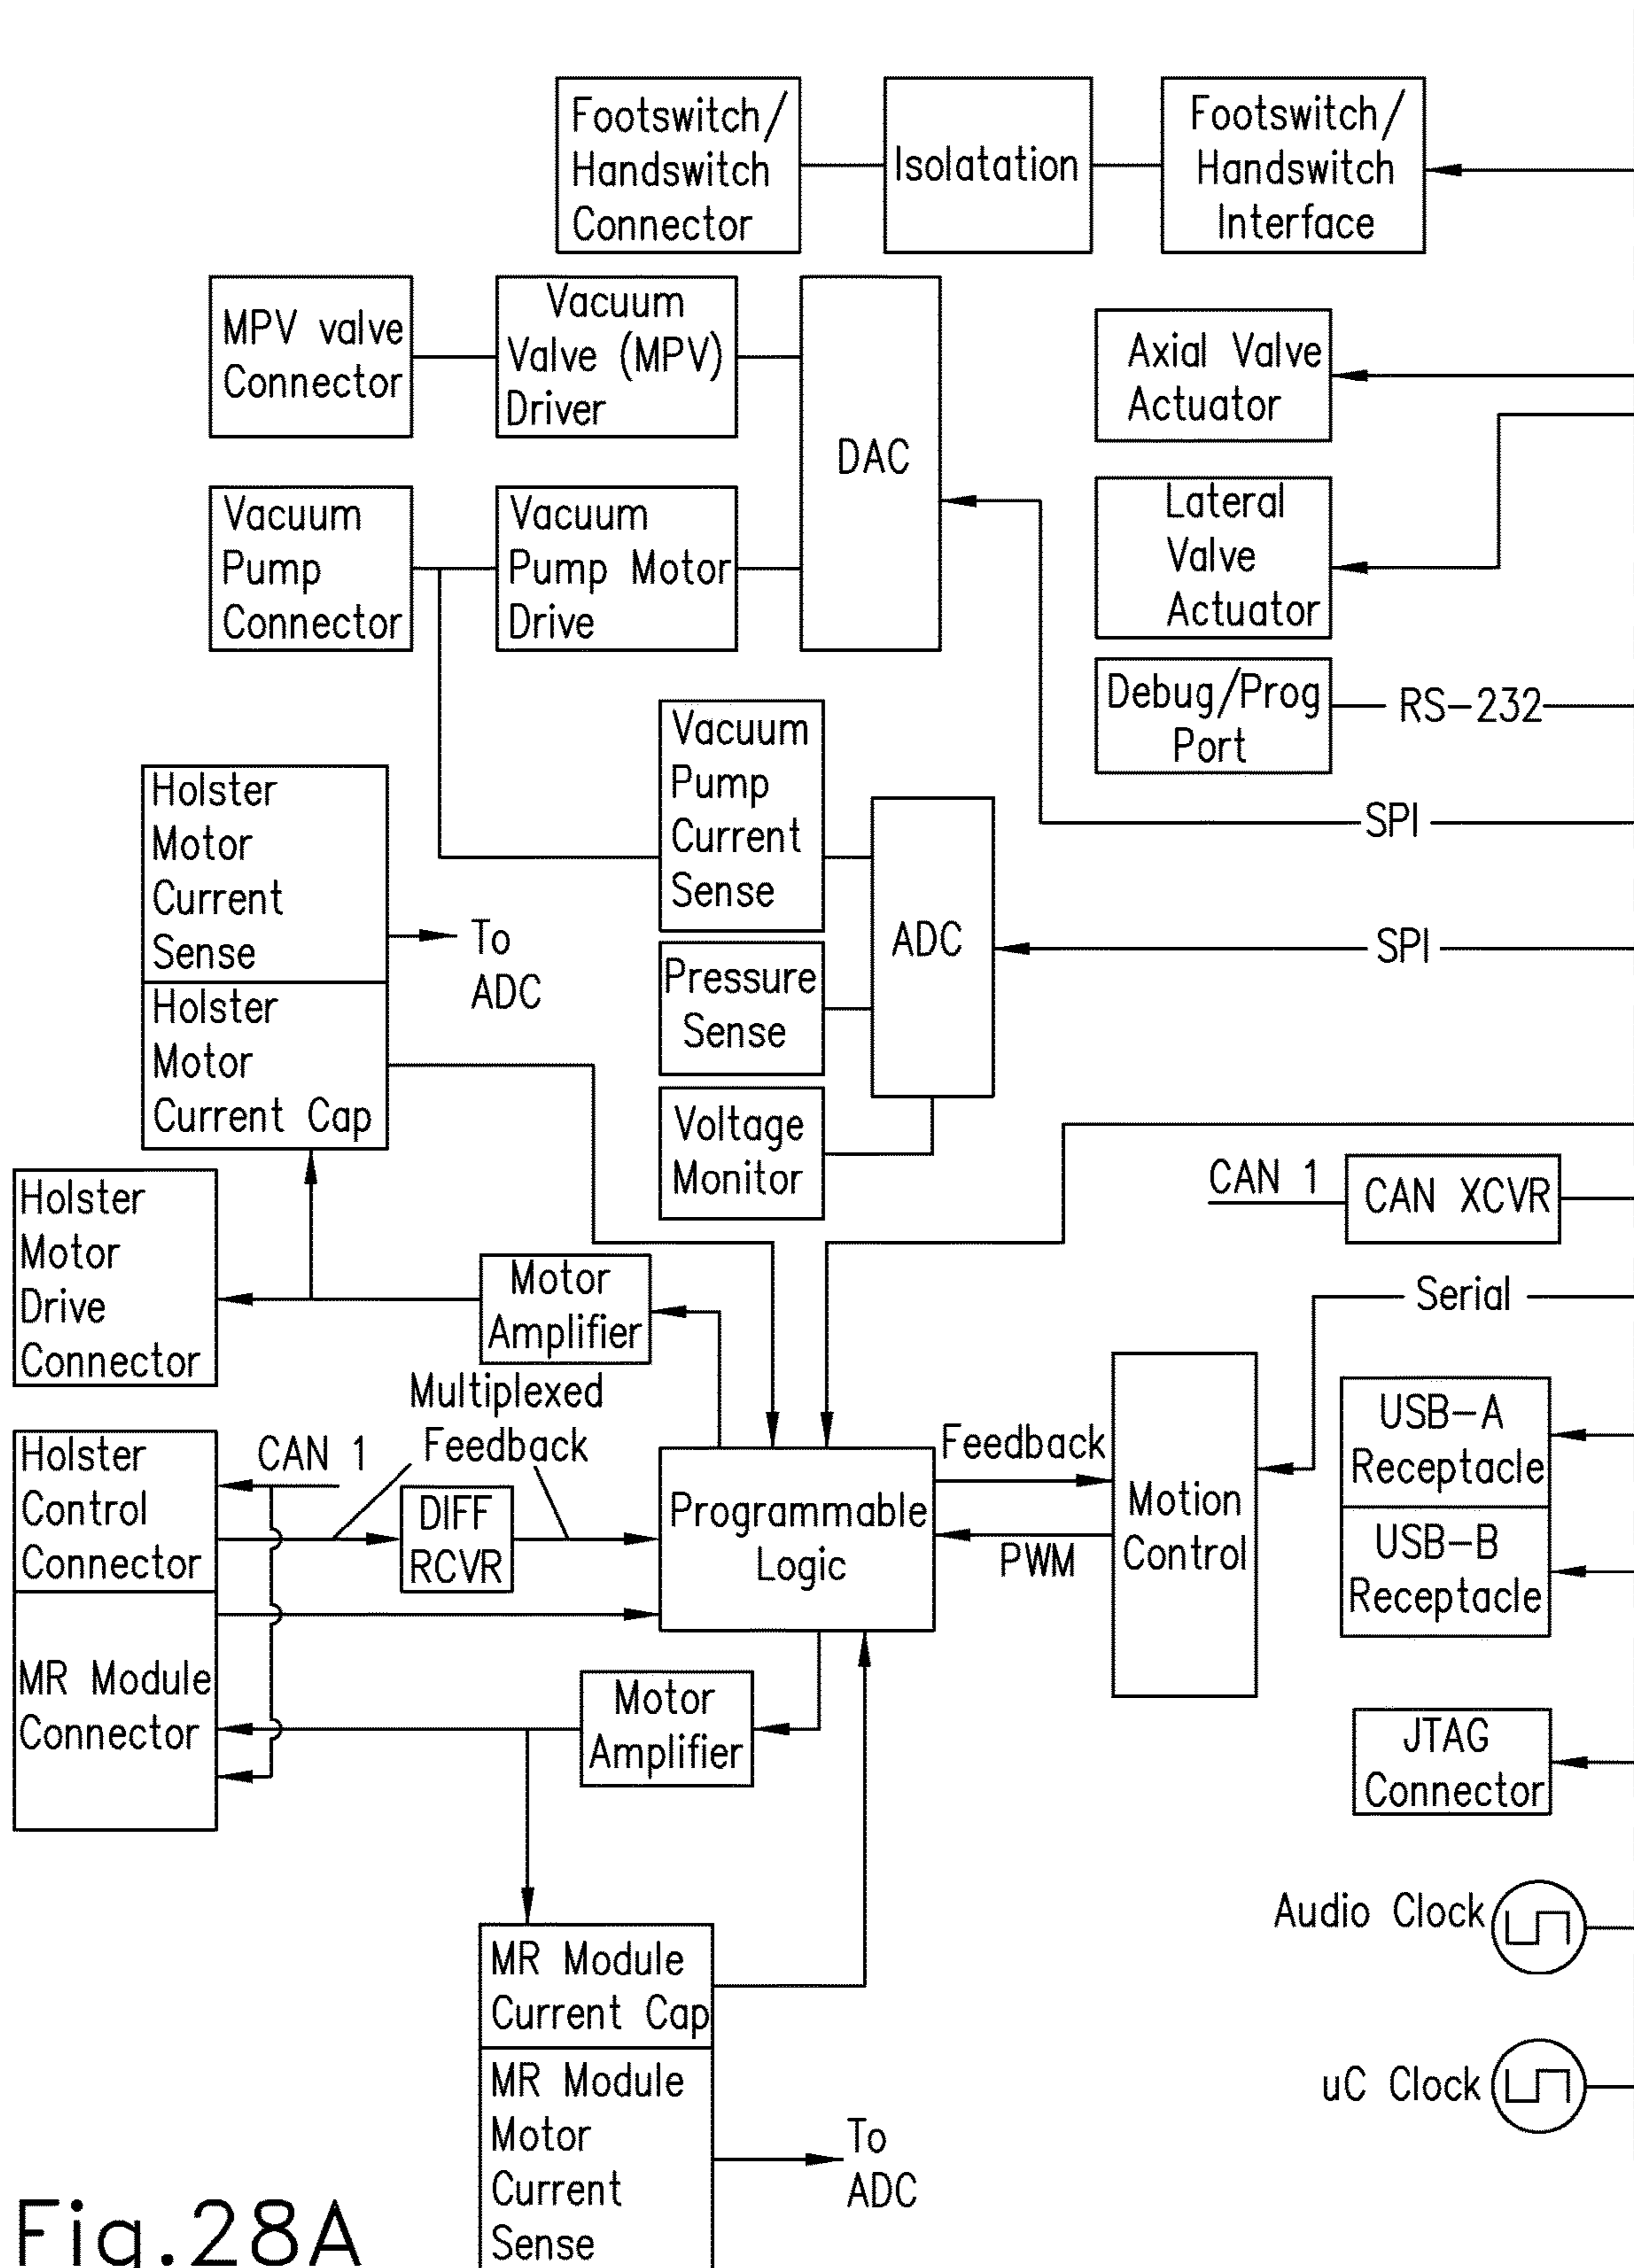 Footswitch/
Handswitch
Connector
Isolatation
Footswitch/
Handswitch
Interface
MPV valve
Connector
Vacuum
Valve (MPV)
Driver
DAC
Axial Valve
Actuator
Vacuum
Pump
Connector
Vacuum
Pump Motor
Drive
Lateral
Valve
Actuator
Debug/Prog
Port
RS-232
Vacuum
Pump
Current
Sense
Holster
Motor
Current
Sense
To
ADC
ADC
SPI
SPI
Pressure
Sense
Holster
Motor
Current Cap
Voltage
Monitor
CAN 1
CAN XCVR
Holster
Motor
Drive
Connector
Motor
Amplifier
Serial
Multiplexed
Feedback
Holster
Control
Connector
CAN 1
DIFF
RCVR
Programmable
Logic
Feedback
PWM
Motion
Control
USB-A
Receptacle
USB-B
Receptacle
MR Module
Connector
Motor
Amplifier
JTAG
Connector
Audio Clock
MR Module
Current Cap
MR Module
Motor
Current
Sense
To
ADC
uC Clock
Fig.28A